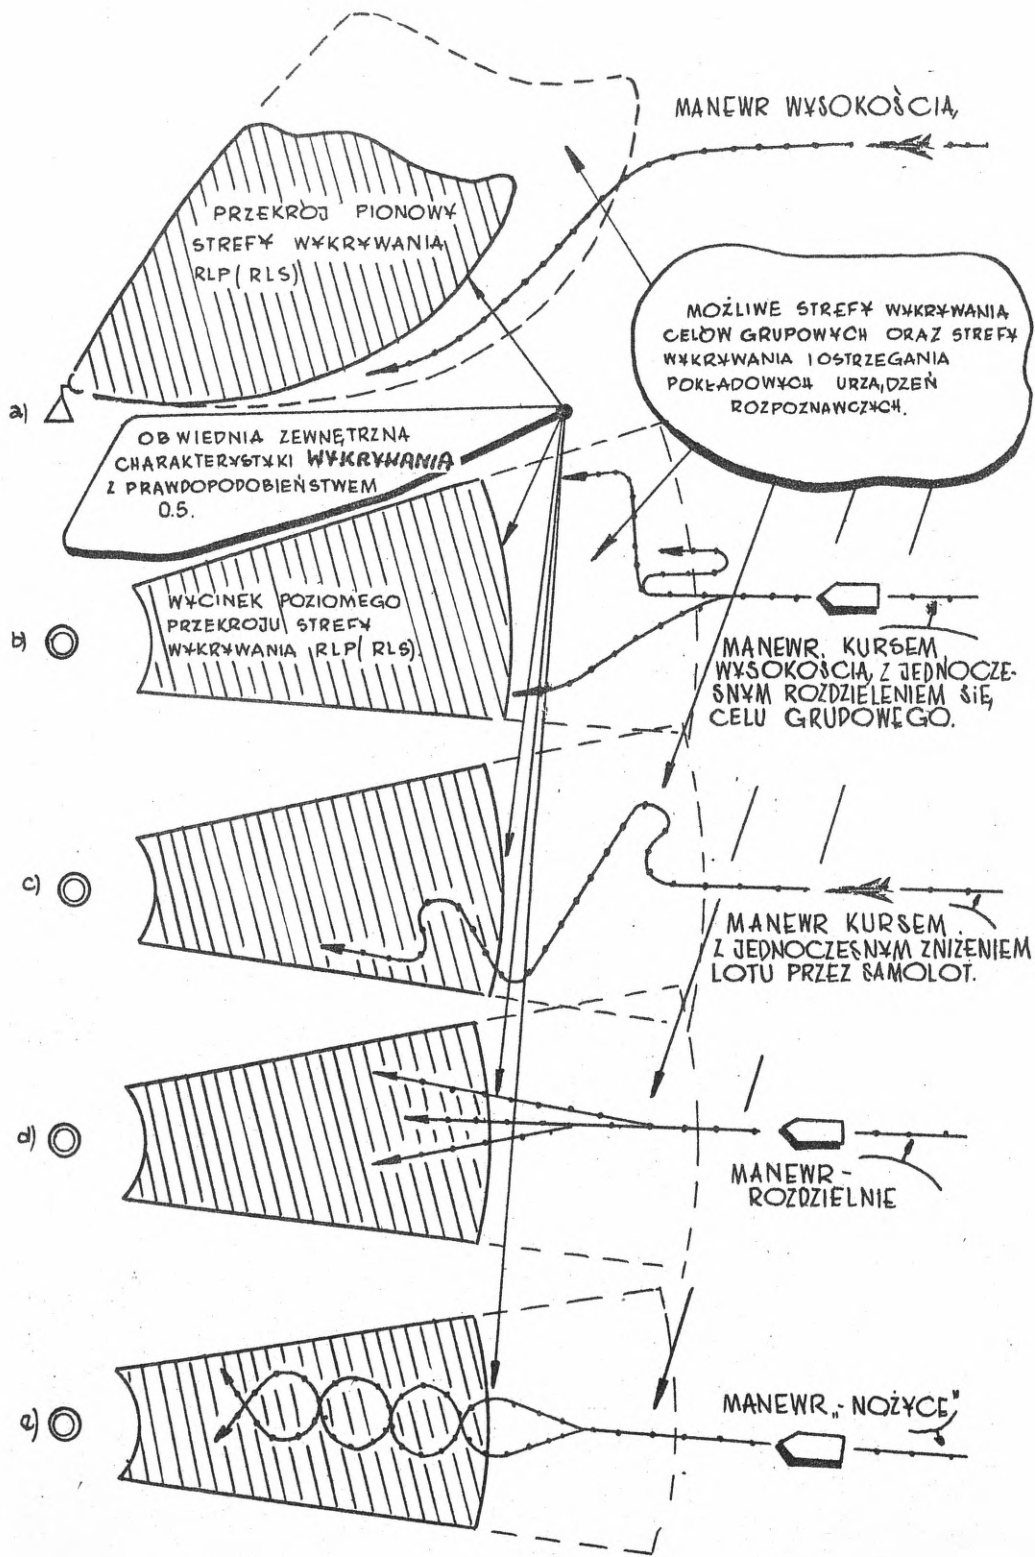 MANEWR WYSOKOŚCIĄ,
PRZEKRÓJ PIONOWY
STREFY WYKRYWANIA
RLP (RLS)
MOŻLIWE STREFY WYKRYWANIA
CELÓW GRUPOWYCH ORAZ STREFY
WYKRYWANIA I OSTRZEGANIA
POKŁADOWYCH URZĄDZEŃ
ROZPOZNAWCZYCH.
a)
OBWIEDNIA ZEWNĘTRZNA
CHARAKTERYSTYKI WYKRYWANIA
Z PRAWDOPODOBIEŃSTWEM
0.5.
b)
WYCINEK POZIOMEGO
PRZEKROJU STREFY
WYKRYWANIA RLP (RLS).
MANEWR. KURSEM
WYSOKOŚCIĄ, Z JEDNOCZE-
SNYM ROZDZIELENIEM SIĘ
CELU GRUPOWEGO.
c)
MANEWR KURSEM.
Z JEDNOCZESNYM ZNIŻENIEM
LOTU PRZEZ SAMOLOT.
d)
MANEWR -
ROZDZIELNIE
e)
MANEWR „- NOŻYCE"